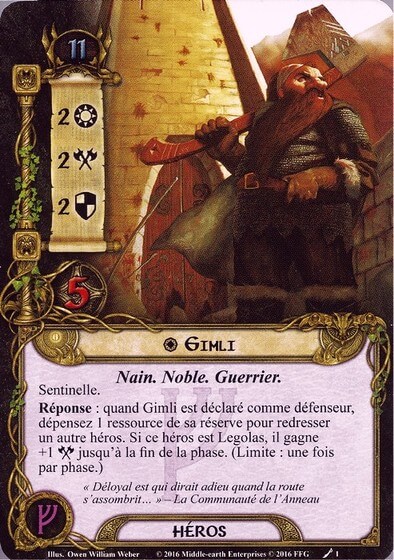 11
2
2
2
5
Gimli
Nain. Noble. Guerrier.
Sentinelle.
Réponse : quand Gimli est déclaré comme défenseur,
dépensez 1 ressource de sa réserve pour redresser
un autre héros. Si ce héros est Legolas, il gagne
+1 jusqu'à la fin de la phase. (Limite : une fois
par phase.)
« Déloyal est qui dirait adieu quand la route
s'assombrit… » – La Communauté de l'Anneau
HÉROS
Illus. Owen William Weber © 2016 Middle-earth Enterprises © 2016 FFG 1